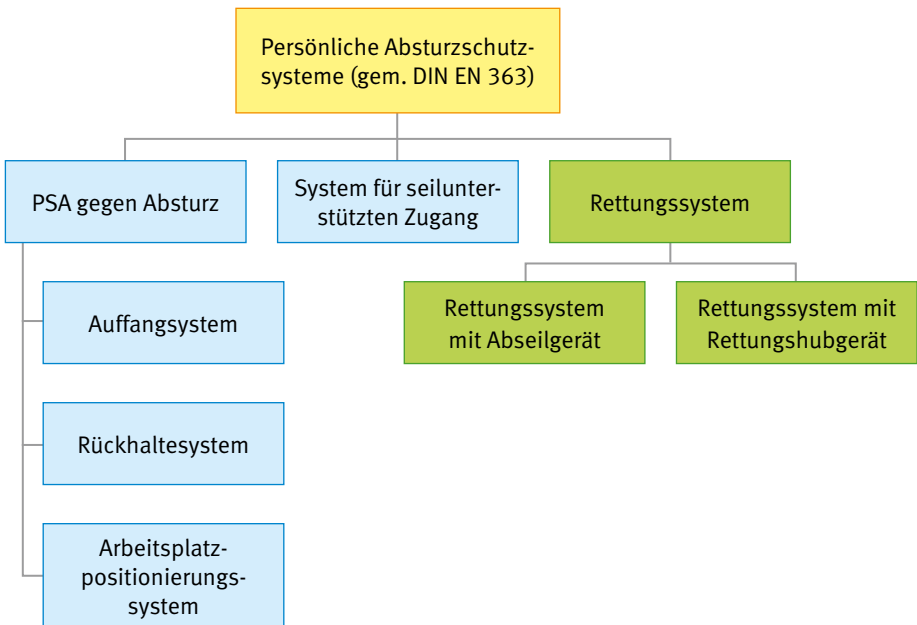 Persönliche Absturzschutz-
systeme (gem. DIN EN 363)
PSA gegen Absturz
System für seilunter-
stützten Zugang
Rettungssystem
Auffangsystem
Rettungssystem
mit Abseilgerät
Rettungssystem mit
Rettungshubgerät
Rückhaltesystem
Arbeitsplatz-
positionierungs-
system